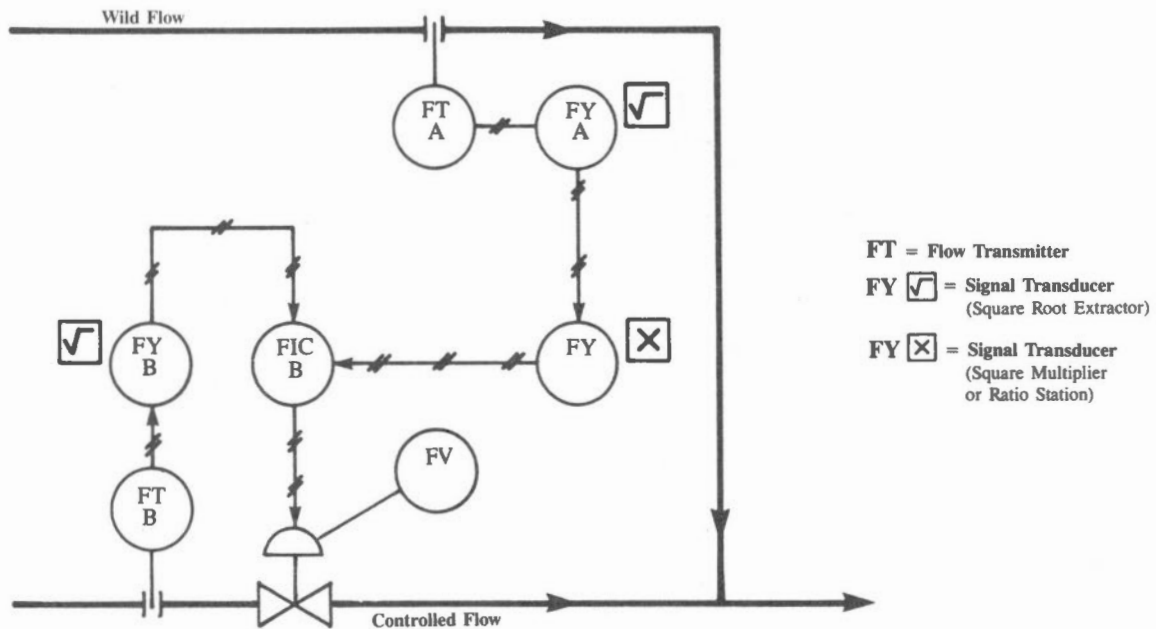 Wild Flow
FT
A
FY
A
√
FY
B
√
FIC
B
FY
X
FT
B
FV
Controlled Flow
FT = Flow Transmitter
FY √ = Signal Transducer
(Square Root Extractor)
FY X = Signal Transducer
(Square Multiplier
or Ratio Station)